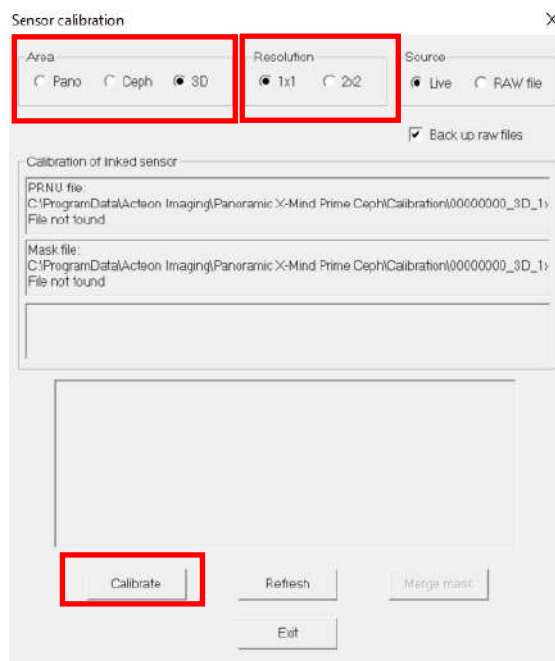 Sensor calibration
X
Area
Pano Ceph 3D
Resolution
1x1 2x2
Source
Live RAW file
Back up raw files
Calibration of linked sensor
PRNU file:
C:\ProgramData\Acteon Imaging\Panoramic X-Mind Prime Ceph\Calibration\00000000_3D_1x
File not found
Mask file:
C:\ProgramData\Acteon Imaging\Panoramic X-Mind Prime Ceph\Calibration\00000000_3D_1x
File not found
Calibrate Refresh Merge mask
Exit